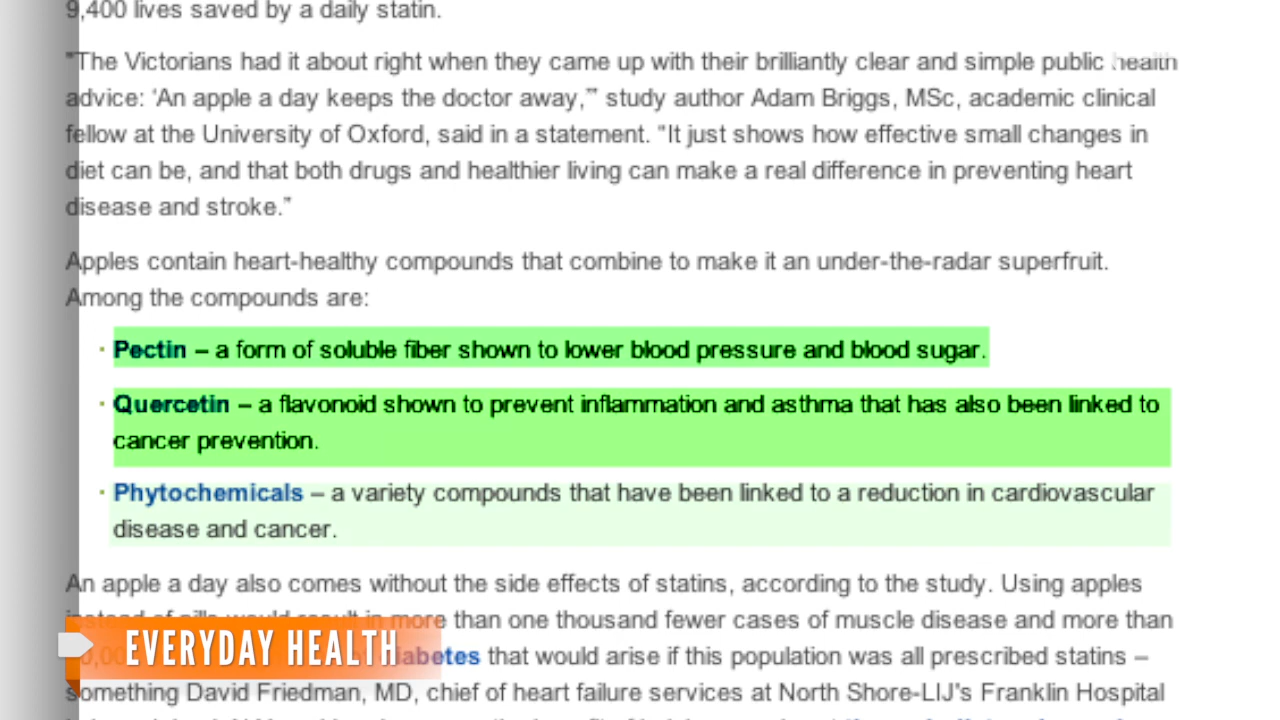 9,400 lives saved by a daily statin.
"The Victorians had it about right when they came up with their brilliantly clear and simple public health
advice: 'An apple a day keeps the doctor away,'" study author Adam Briggs, MSc, academic clinical
fellow at the University of Oxford, said in a statement. "It just shows how effective small changes in
diet can be, and that both drugs and healthier living can make a real difference in preventing heart
disease and stroke."
Apples contain heart-healthy compounds that combine to make it an under-the-radar superfruit.
Among the compounds are:
· Pectin – a form of soluble fiber shown to lower blood pressure and blood sugar.
· Quercetin – a flavonoid shown to prevent inflammation and asthma that has also been linked to
cancer prevention.
· Phytochemicals – a variety compounds that have been linked to a reduction in cardiovascular
disease and cancer.
An apple a day also comes without the side effects of statins, according to the study. Using apples
instead of pills would result in more than one thousand fewer cases of muscle disease and more than
diabetes that would arise if this population was all prescribed statins –
EVERYDAY HEALTH
something David Friedman, MD, chief of heart failure services at North Shore-LIJ's Franklin Hospital